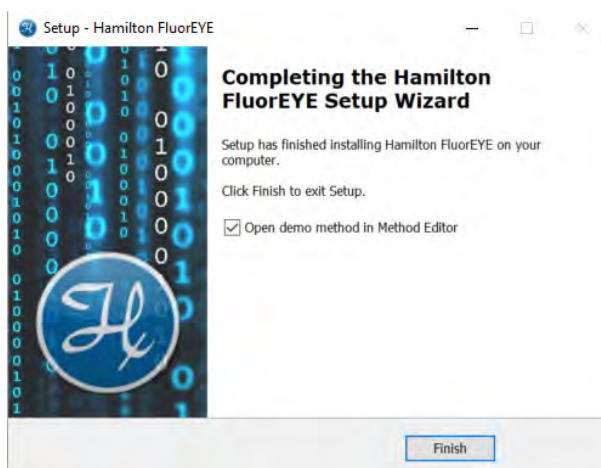 Setup - Hamilton FluorEYE
Completing the Hamilton
FluorEYE Setup Wizard
Setup has finished installing Hamilton FluorEYE on your
computer.
Click Finish to exit Setup.
Open demo method in Method Editor
Finish